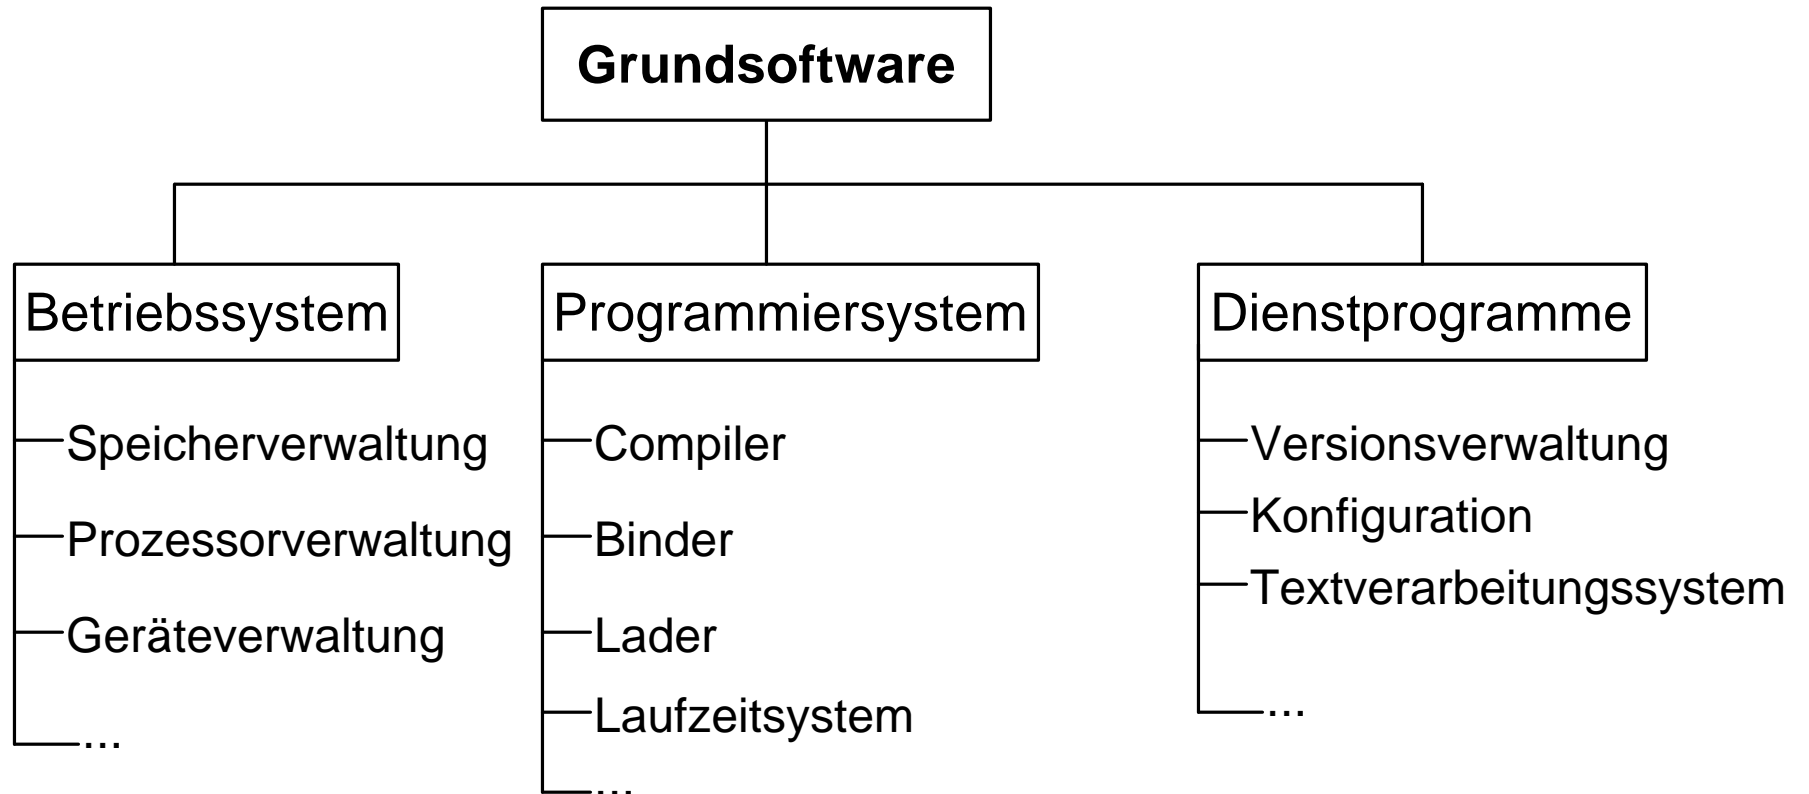 Grundsoftware
Betriebssystem
Speicherverwaltung
Prozessorverwaltung
Geräteverwaltung
...
Programmiersystem
Compiler
Binder
Lader
Laufzeitsystem
...
Dienstprogramme
Versionsverwaltung
Konfiguration
Textverarbeitungssystem
...